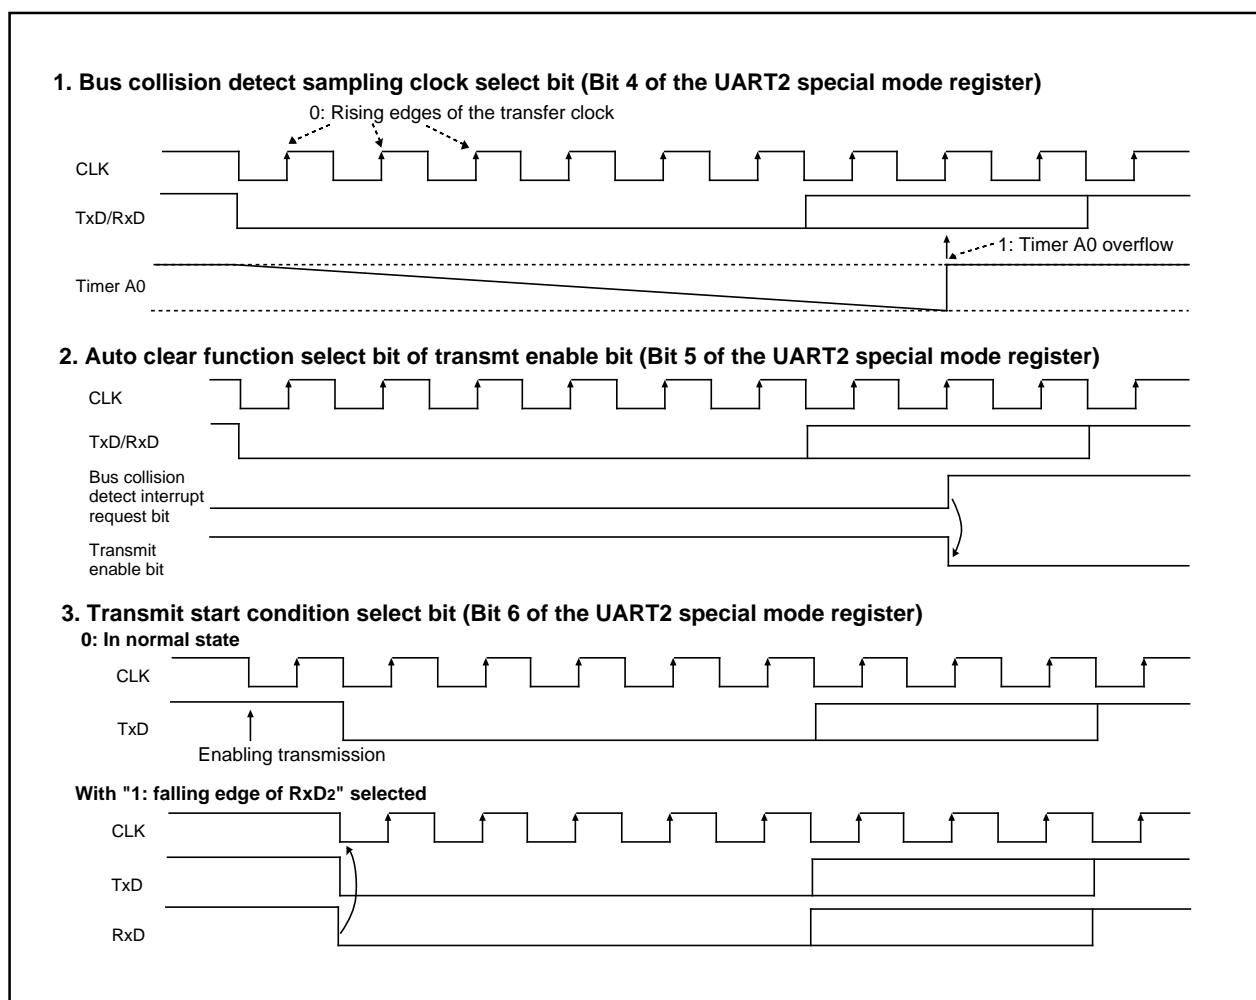 1. Bus collision detect sampling clock select bit (Bit 4 of the UART2 special mode register)
0: Rising edges of the transfer clock
CLK
TxD/RxD
1: Timer A0 overflow
Timer A0
2. Auto clear function select bit of transmt enable bit (Bit 5 of the UART2 special mode register)
CLK
TxD/RxD
Bus collision
detect interrupt
request bit
Transmit
enable bit
3. Transmit start condition select bit (Bit 6 of the UART2 special mode register)
0: In normal state
CLK
TxD
Enabling transmission
With "1: falling edge of RxD2" selected
CLK
TxD
RxD